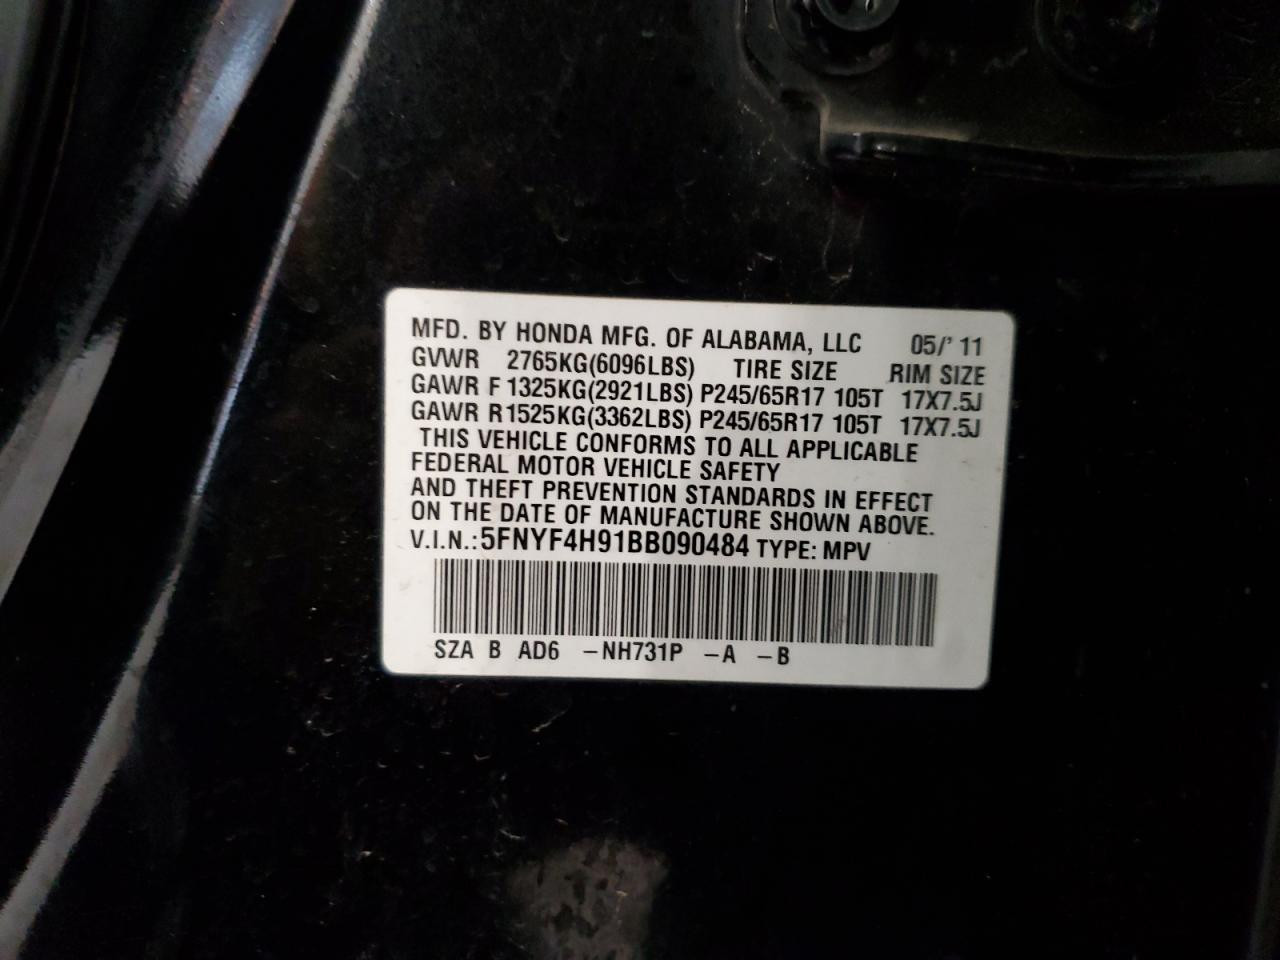 MFD. BY HONDA MFG. OF ALABAMA, LLC 05/'11
GVWR 2765KG(6096LBS) TIRE SIZE RIM SIZE
GAWR F 1325KG(2921LBS) P245/65R17 105T 17X7.5J
GAWR R1525KG(3362LBS) P245/65R17 105T 17X7.5J
THIS VEHICLE CONFORMS TO ALL APPLICABLE
FEDERAL MOTOR VEHICLE SAFETY
AND THEFT PREVENTION STANDARDS IN EFFECT
ON THE DATE OF MANUFACTURE SHOWN ABOVE.
V.I.N.:5FNYF4H91BB090484 TYPE: MPV
SZA B AD6 -NH731P -A -B